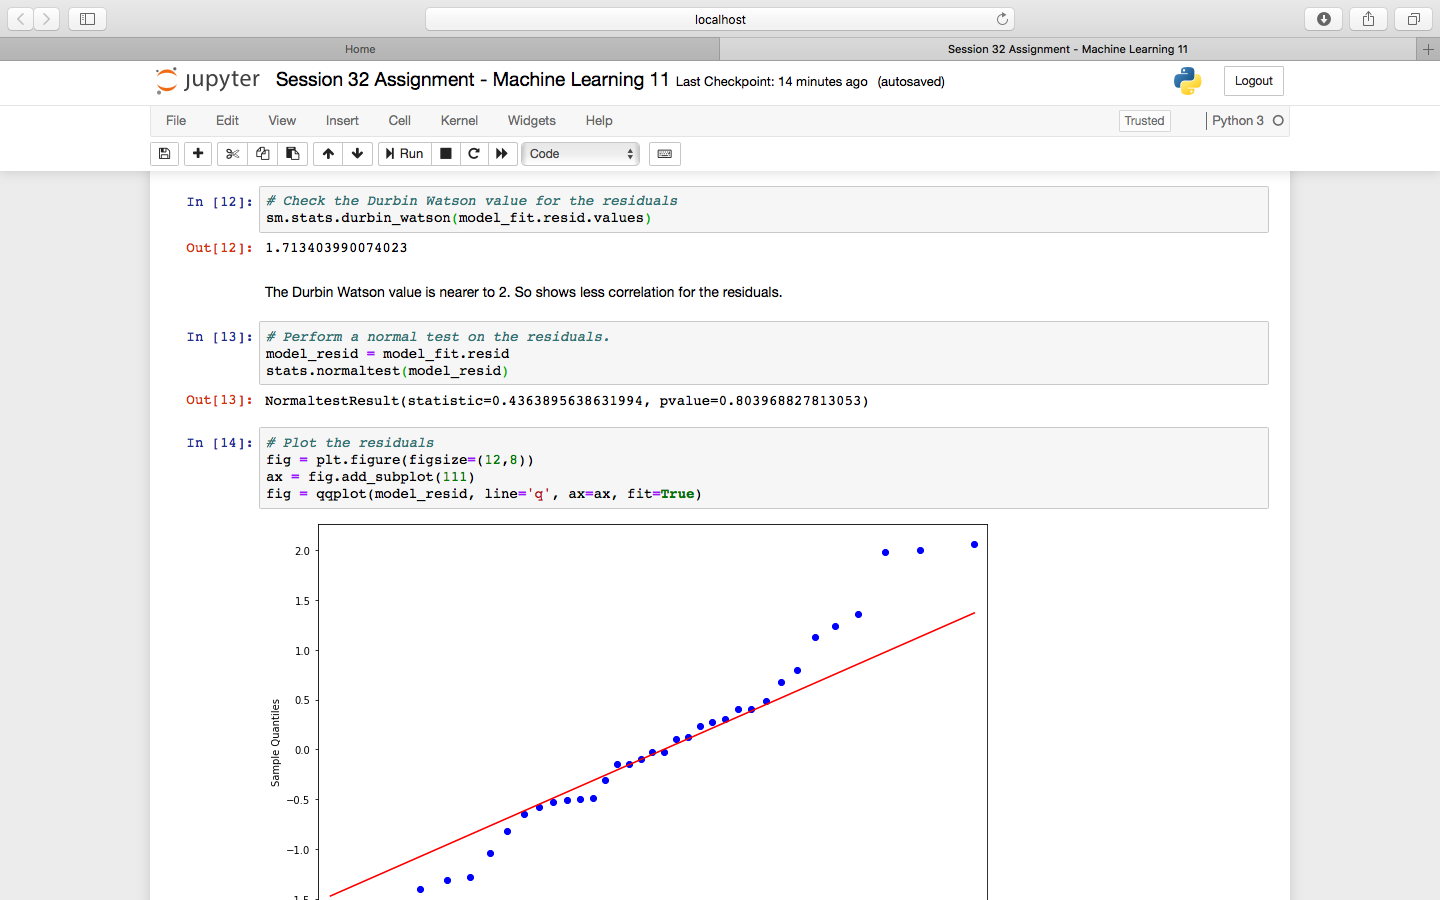 localhost
Home
Session 32 Assignment - Machine Learning 11
jupyter Session 32 Assignment - Machine Learning 11 Last Checkpoint: 14 minutes ago (autosaved)
Logout
File Edit View Insert Cell Kernel Widgets Help
Trusted
Python 3
Run
Code
In [12]: # Check the Durbin Watson value for the residuals
sm.stats.durbin_watson(model_fit.resid.values)
Out[12]: 1.713403990074023
The Durbin Watson value is nearer to 2. So shows less correlation for the residuals.
In [13]: # Perform a normal test on the residuals.
model_resid = model_fit.resid
stats.normaltest(model_resid)
Out[13]: NormaltestResult(statistic=0.4363895638631994, pvalue=0.803968827813053)
In [14]: # Plot the residuals
fig = plt.figure(figsize=(12,8))
ax = fig.add_subplot(111)
fig = qqplot(model_resid, line='q', ax=ax, fit=True)
2.0
1.5
1.0
0.5
0.0
−0.5
−1.0
Sample Quantiles